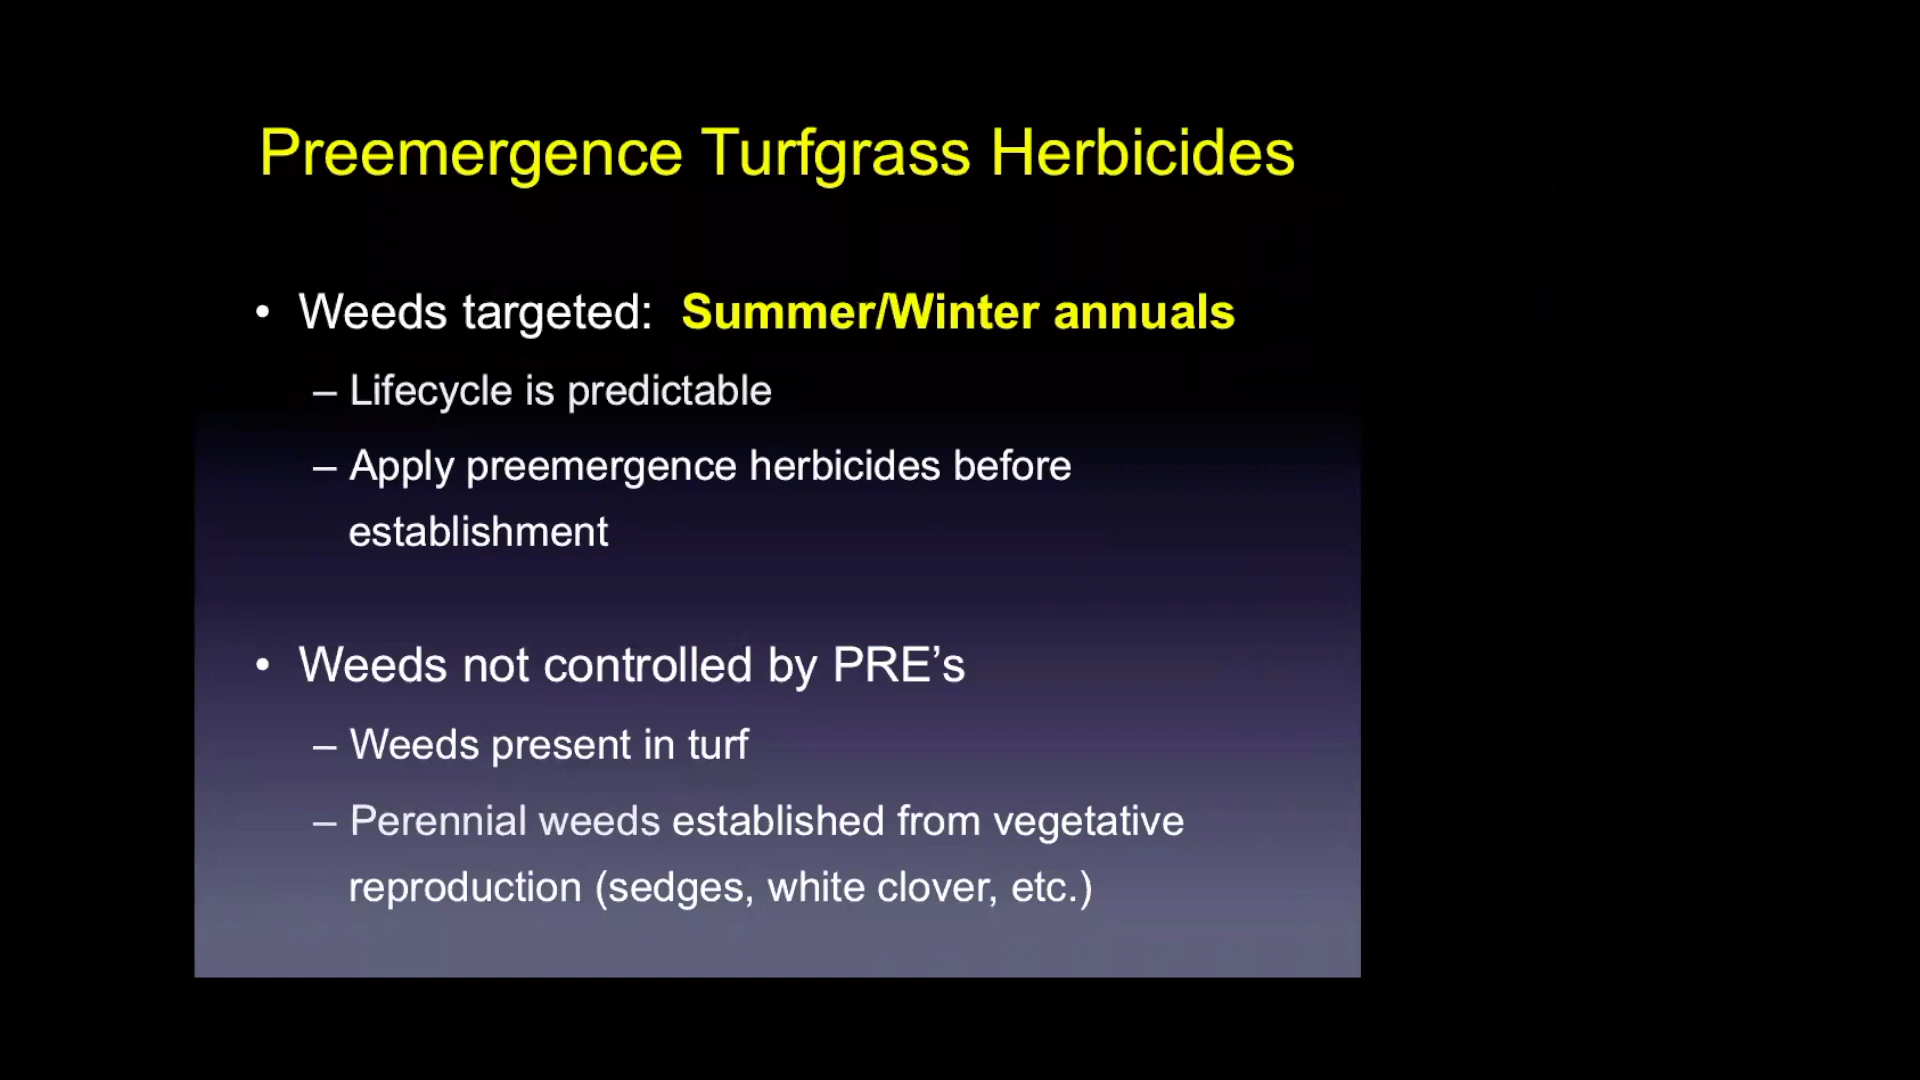 Preemergence Turfgrass Herbicides
• Weeds targeted: Summer/Winter annuals
– Lifecycle is predictable
– Apply preemergence herbicides before
establishment
• Weeds not controlled by PRE’s
– Weeds present in turf
– Perennial weeds established from vegetative
reproduction (sedges, white clover, etc.)